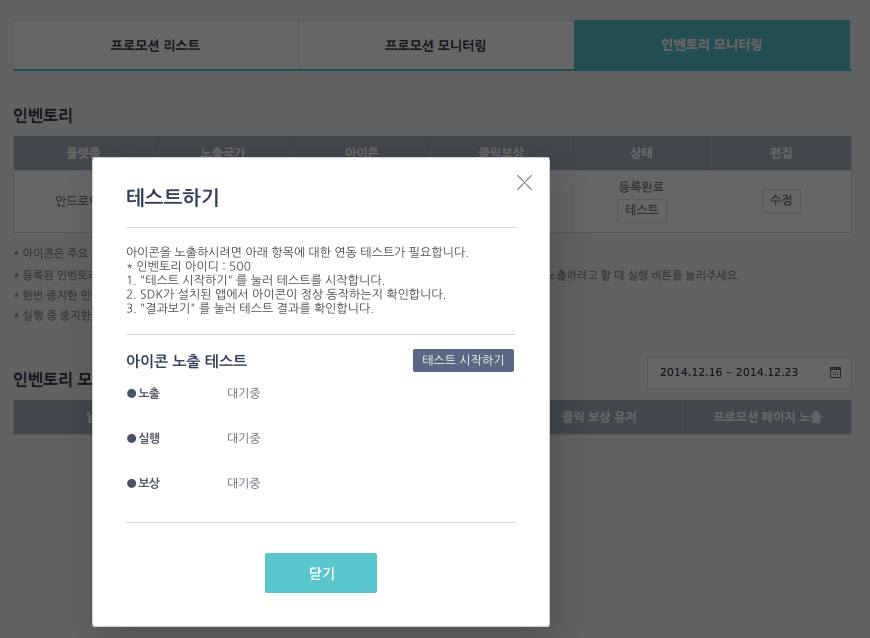 프로모션 리스트
프로모션 모니터링
인벤토리 모니터링
인벤토리
플랫폼 노출국가 아이콘 클릭보상 상태 편집
안드로이
등록완료
테스트
수정
* 아이콘은 주요
* 등록된 인벤토리
노출하려고 할 때 실행 버튼을 눌러주세요.
* 한번 중지한 인
* 실행 중 중지한
테스트하기
아이콘을 노출하시려면 아래 항목에 대한 연동 테스트가 필요합니다.
* 인벤토리 아이디 : 500
1. "테스트 시작하기" 를 눌러 테스트를 시작합니다.
2. SDK가 설치된 앱에서 아이콘이 정상 동작하는지 확인합니다.
3. "결과보기" 를 눌러 테스트 결과를 확인합니다.
아이콘 노출 테스트
테스트 시작하기
●노출 대기중
●실행 대기중
●보상 대기중
닫기
인벤토리 모
2014.12.16 – 2014.12.23
클릭 보상 유저 프로모션 페이지 노출